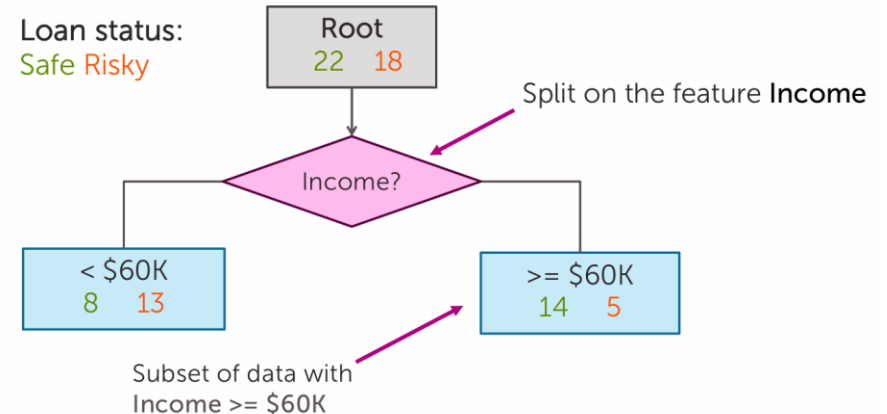 Loan status:
Safe Risky
Root
22 18
Split on the feature Income
Income?
< $60K
8 13
>= $60K
14 5
Subset of data with
Income >= $60K